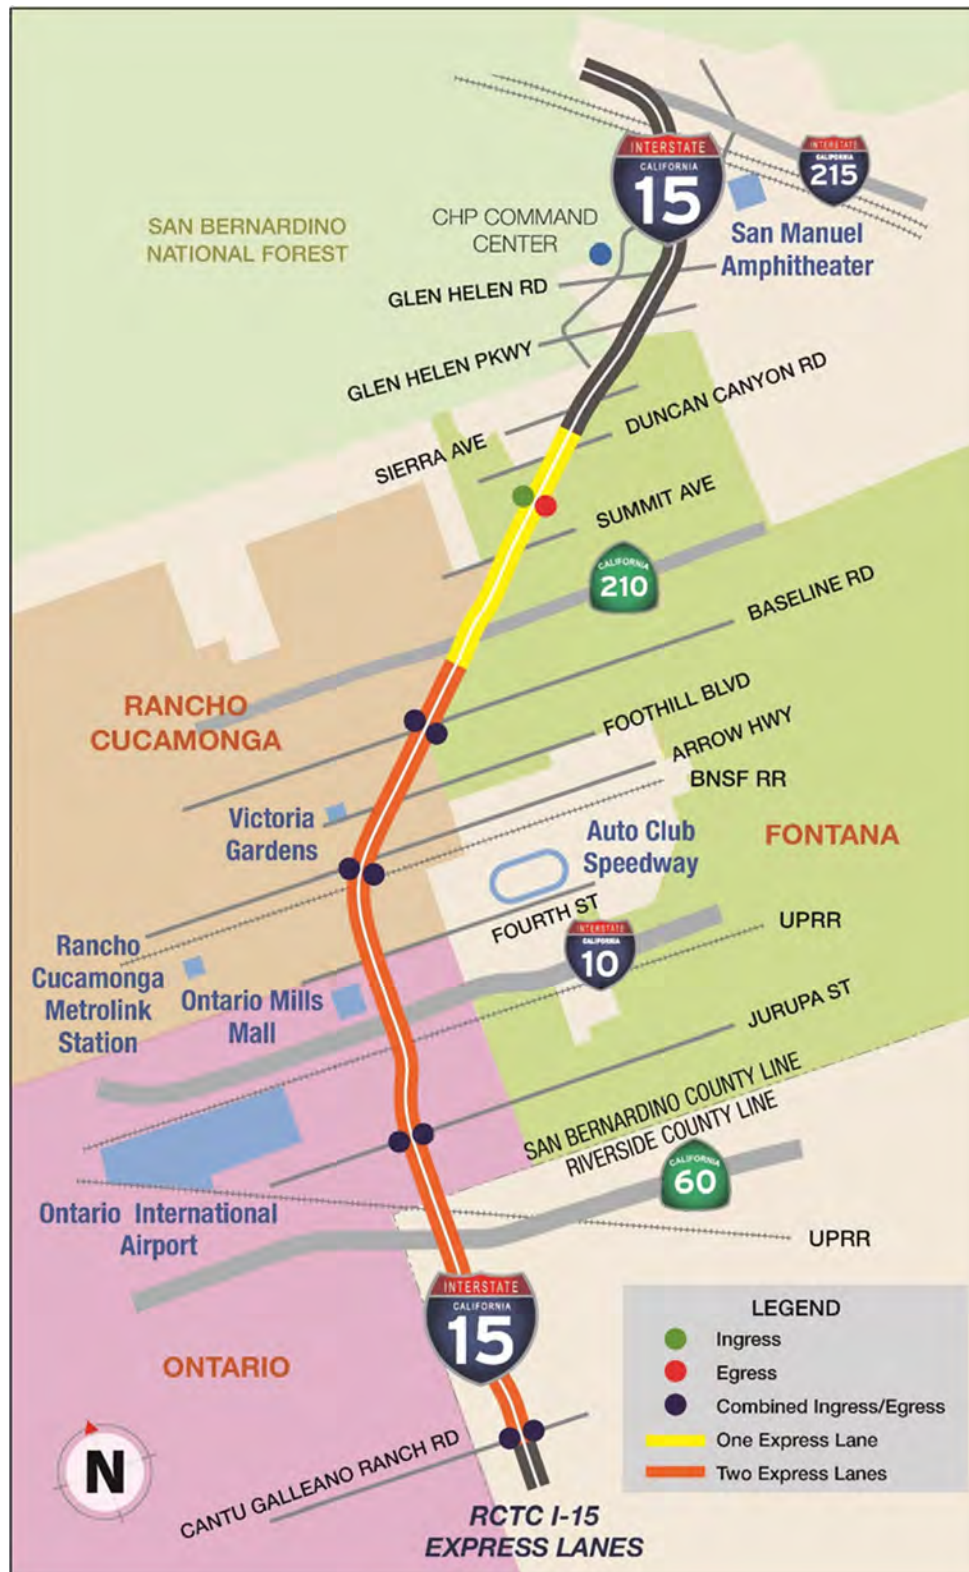 INTERSTATE
CALIFORNIA
15
INTERSTATE
CALIFORNIA
215
SAN BERNARDINO
NATIONAL FOREST
CHP COMMAND
CENTER
San Manuel
Amphitheater
GLEN HELEN RD
GLEN HELEN PKWY
DUNCAN CANYON RD
SIERRA AVE
SUMMIT AVE
CALIFORNIA
210
BASELINE RD
RANCHO
CUCAMONGA
FOOTHILL BLVD
ARROW HWY
BNSF RR
Victoria
Gardens
Auto Club
Speedway
FONTANA
FOURTH ST
INTERSTATE
CALIFORNIA
10
UPRR
Rancho
Cucamonga
Metrolink
Station
Ontario Mills
Mall
JURUPA ST
SAN BERNARDINO COUNTY LINE
RIVERSIDE COUNTY LINE
CALIFORNIA
60
Ontario International
Airport
UPRR
INTERSTATE
CALIFORNIA
15
ONTARIO
LEGEND
Ingress
Egress
Combined Ingress/Egress
One Express Lane
Two Express Lanes
N
CANTU GALLEANO RANCH RD
RCTC I-15
EXPRESS LANES